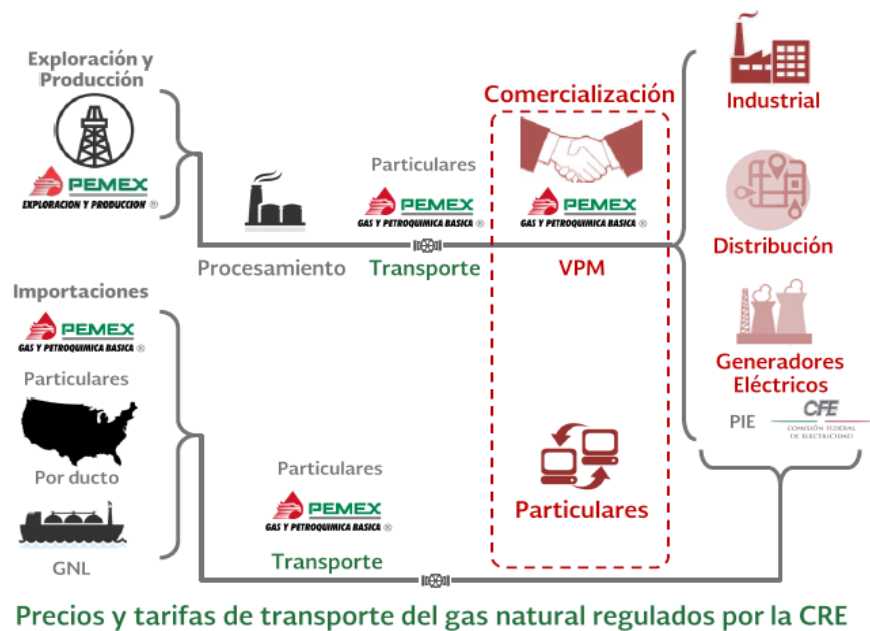 Exploración y
Producción
PEMEX
EXPLORACION Y PRODUCCION ®
Procesamiento
Particulares
PEMEX
GAS Y PETROQUIMICA BASICA ®
Transporte
Comercialización
PEMEX
GAS Y PETROQUIMICA BASICA ®
VPM
Industrial
Distribución
Generadores
Eléctricos
PIE
CFE
COMISIÓN FEDERAL
DE ELECTRICIDAD
Importaciones
PEMEX
GAS Y PETROQUIMICA BASICA ®
Particulares
Por ducto
GNL
Particulares
PEMEX
GAS Y PETROQUIMICA BASICA ®
Transporte
Particulares
Precios y tarifas de transporte del gas natural regulados por la CRE